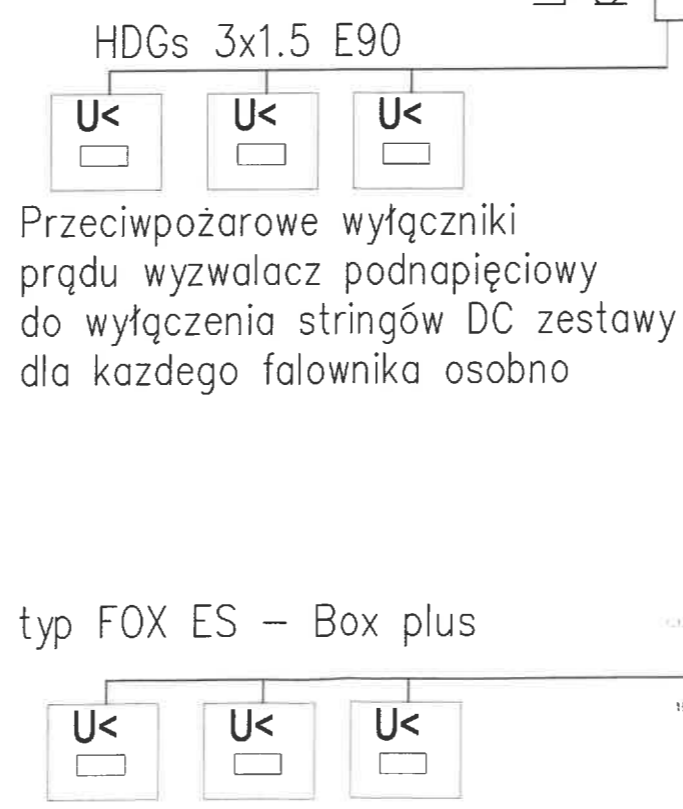 HDGs 3x1.5 E90
U< U< U<
Przeciwpożarowe wyłączniki
prądu wyzwalacz podnapięciowy
do wyłączenia stringów DC zestawy
dla kazdego falownika osobno
typ FOX ES – Box plus
U< U< U<